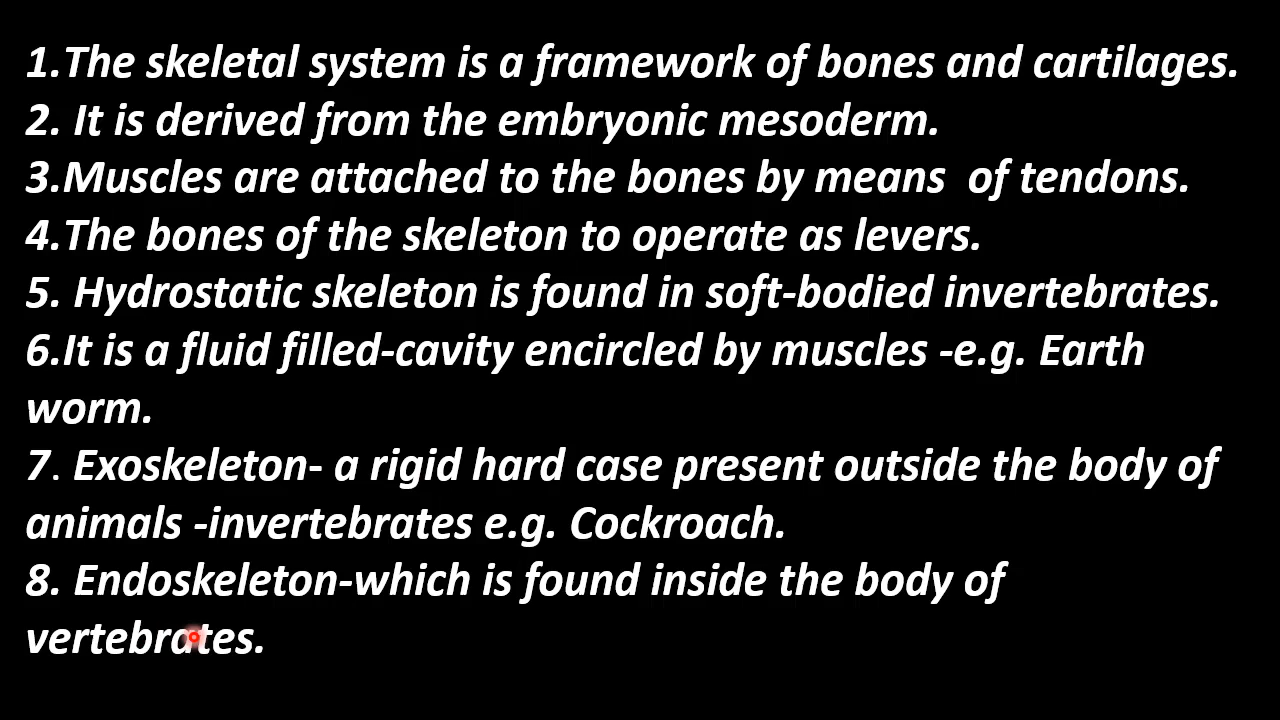 1.The skeletal system is a framework of bones and cartilages.
2. It is derived from the embryonic mesoderm.
3.Muscles are attached to the bones by means  of tendons.
4.The bones of the skeleton to operate as levers.
5. Hydrostatic skeleton is found in soft-bodied invertebrates.
6.It is a fluid filled-cavity encircled by muscles -e.g. Earth
worm.
7. Exoskeleton- a rigid hard case present outside the body of
animals -invertebrates e.g. Cockroach.
8. Endoskeleton-which is found inside the body of
vertebrates.